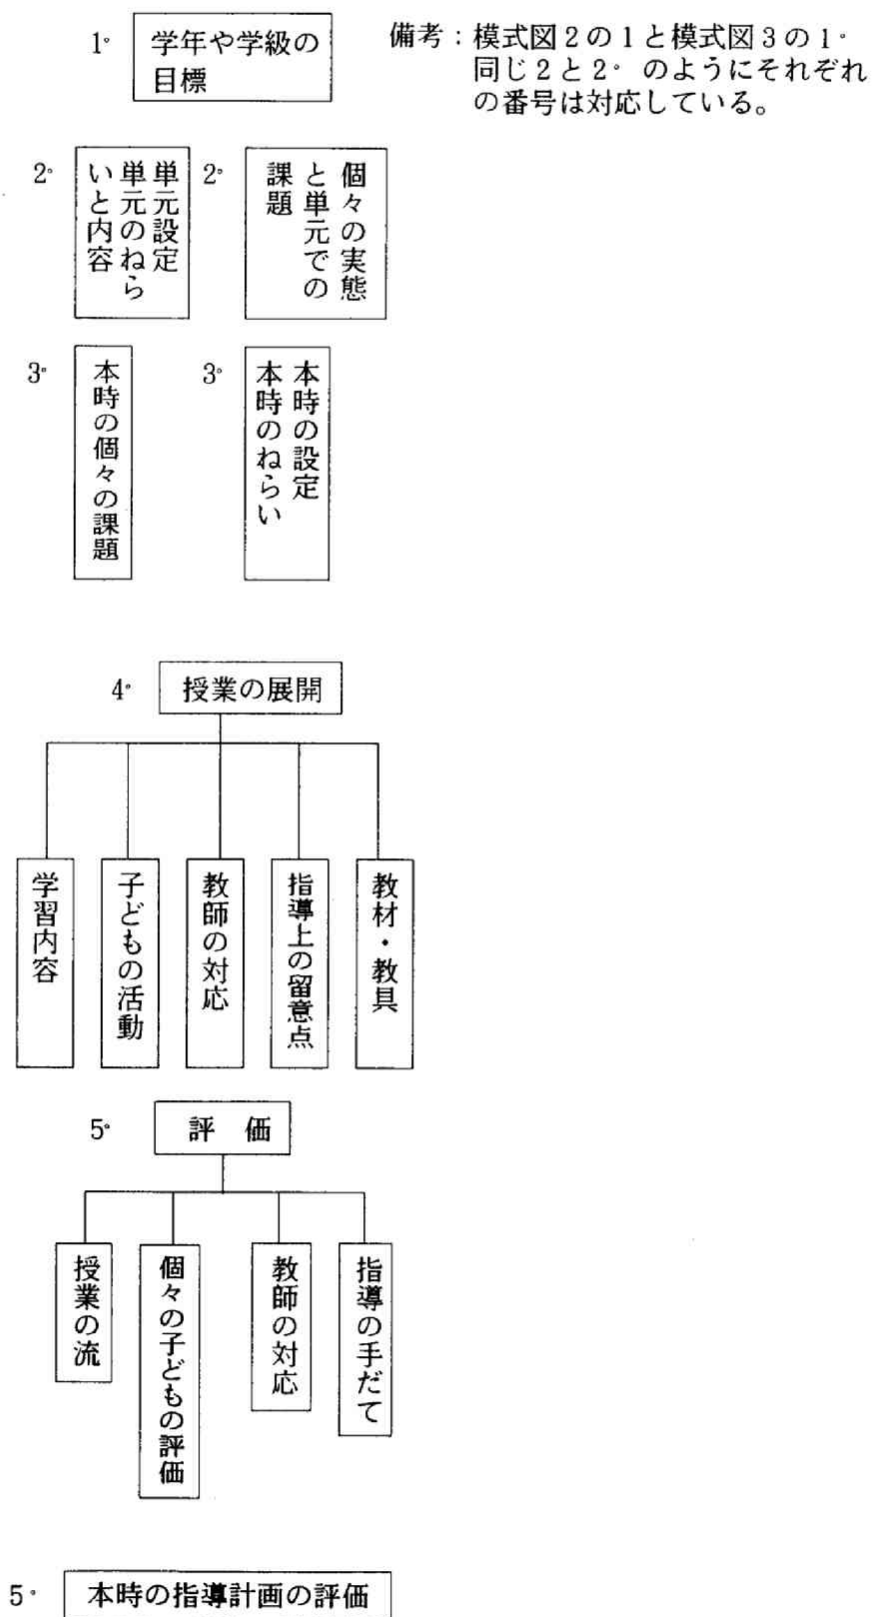 1°
学年や学級の
目標
備考：模式図2の1と模式図3の1°
同じ2と2°のようにそれぞれ
の番号は対応している。
2°
単元設定
単元のねら
いと内容
2°
個々の実態
と単元での
課題
3°
本時の個々の課題
3°
本時の設定
本時のねらい
4°
授業の展開
学習内容
子どもの活動
教師の対応
指導上の留意点
教材・教具
5°
評　価
授業の流
個々の子どもの評価
教師の対応
指導の手だて
5°
本時の指導計画の評価